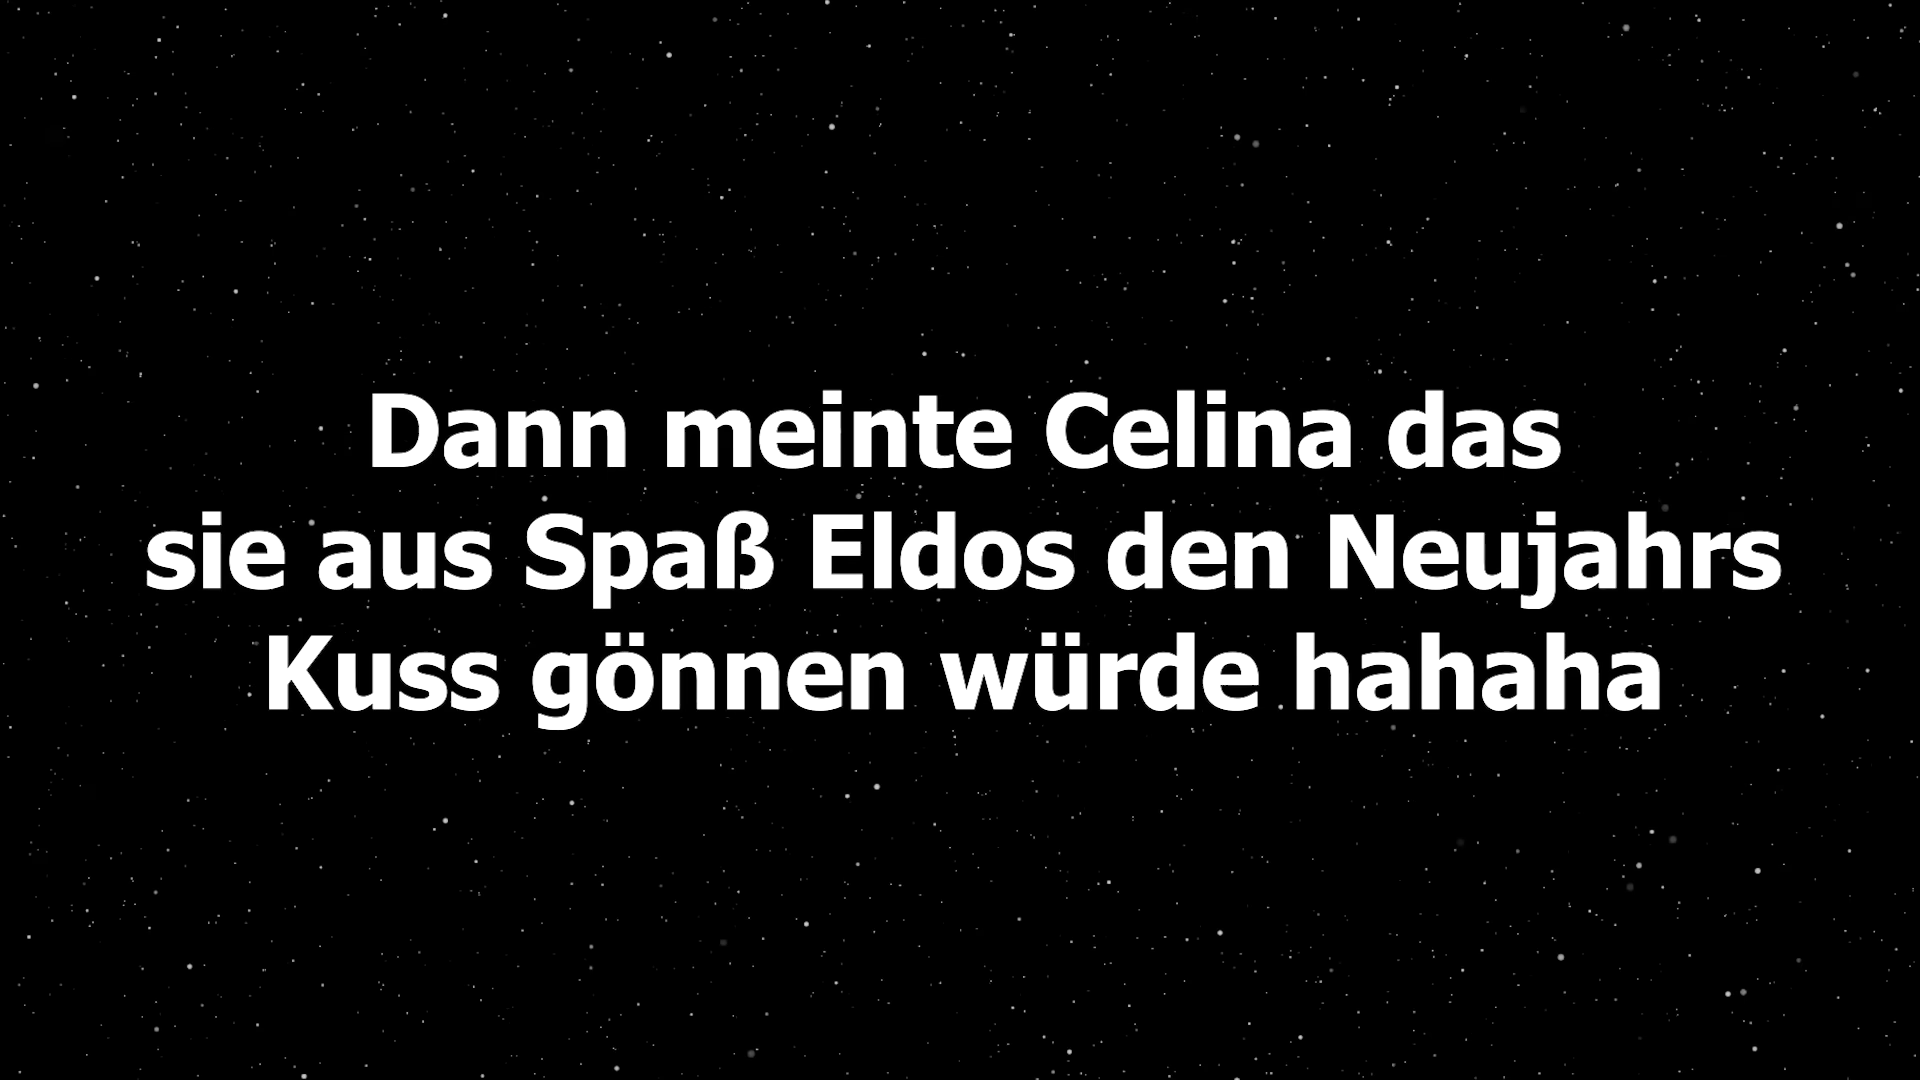 Dann meinte Celina das
sie aus Spaß Eldos den Neujahrs
Kuss gönnen würde hahaha